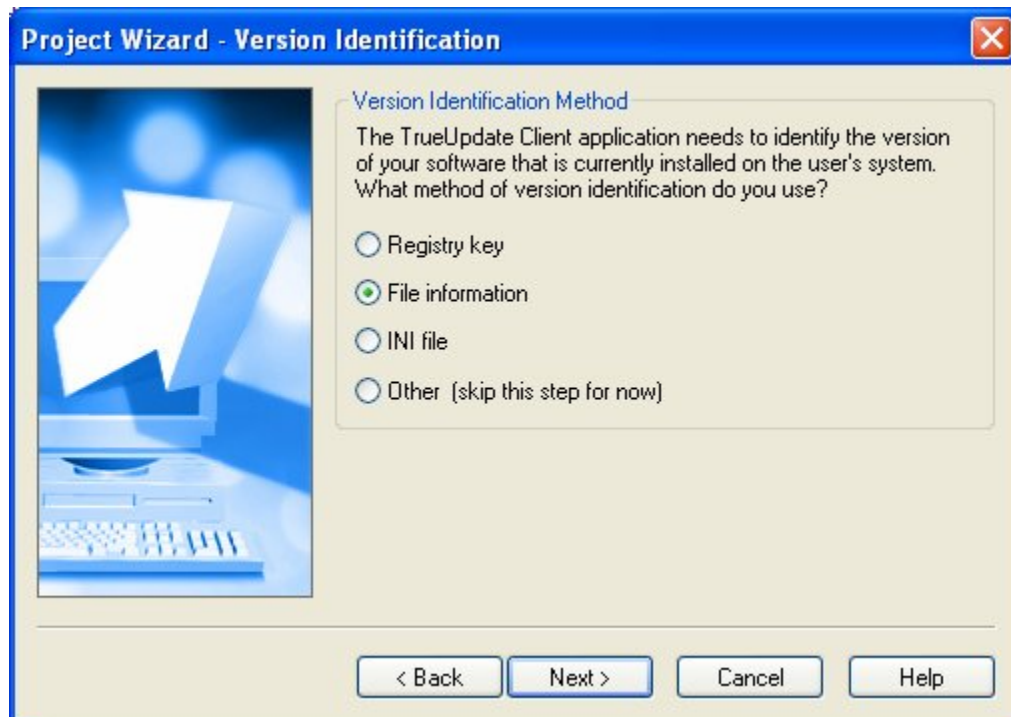 Project Wizard - Version Identification
Version Identification Method
The TrueUpdate Client application needs to identify the version
of your software that is currently installed on the user's system.
What method of version identification do you use?
Registry key
File information
INI file
Other (skip this step for now)
< Back Next > Cancel Help